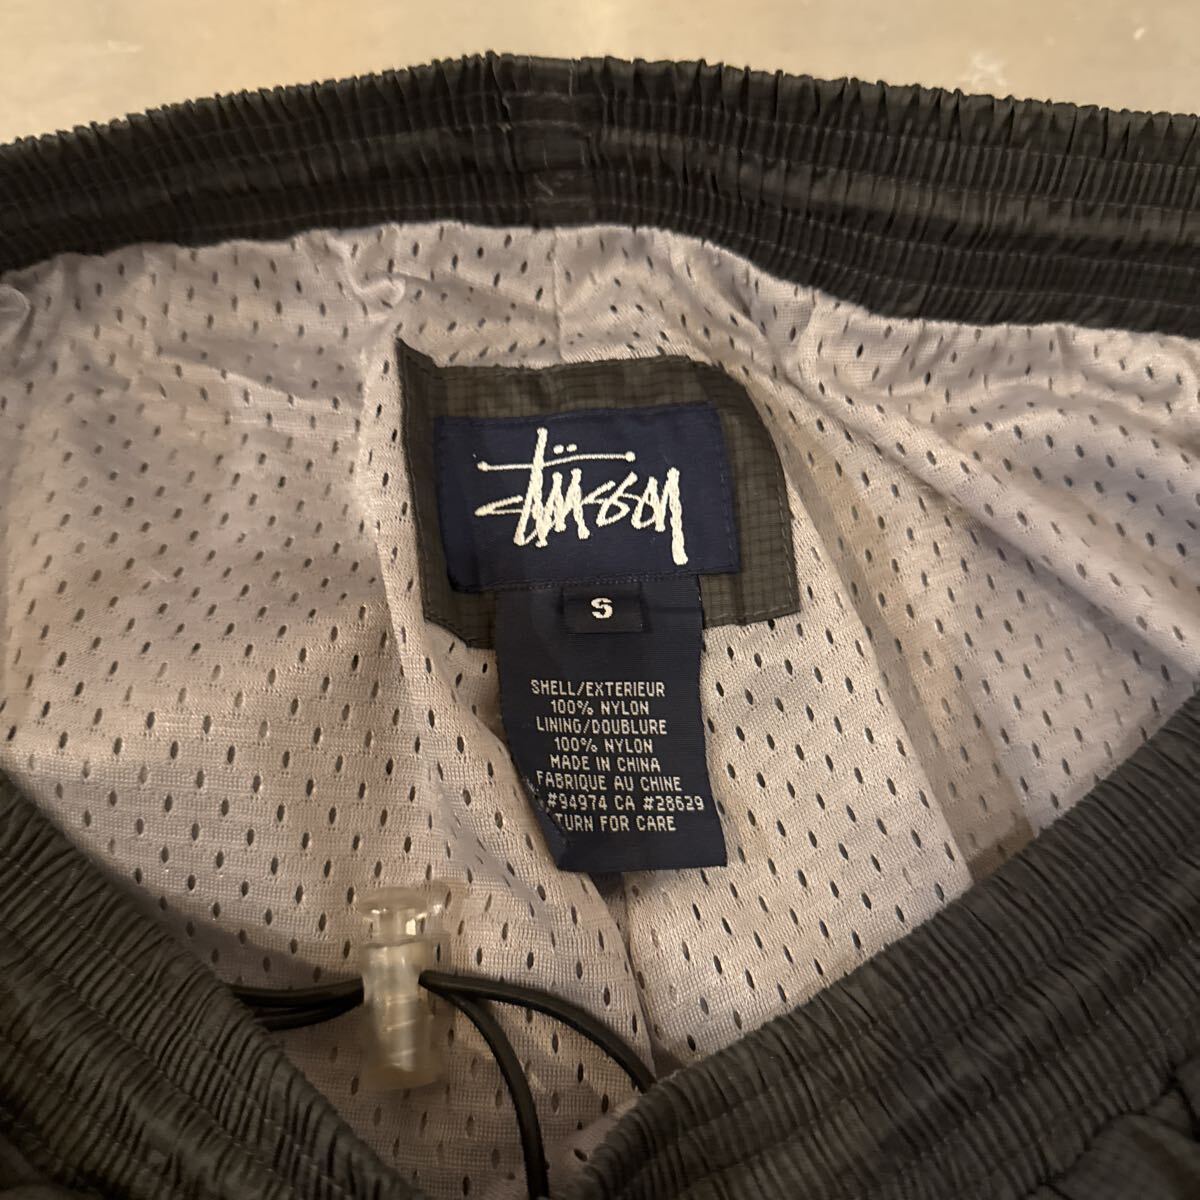 Stüssy
S
SHELL/EXTERIEUR
100% NYLON
LINING/DOUBLURE
100% NYLON
MADE IN CHINA
FABRIQUE AU CHINE
#94974 CA #28629
TURN FOR CARE